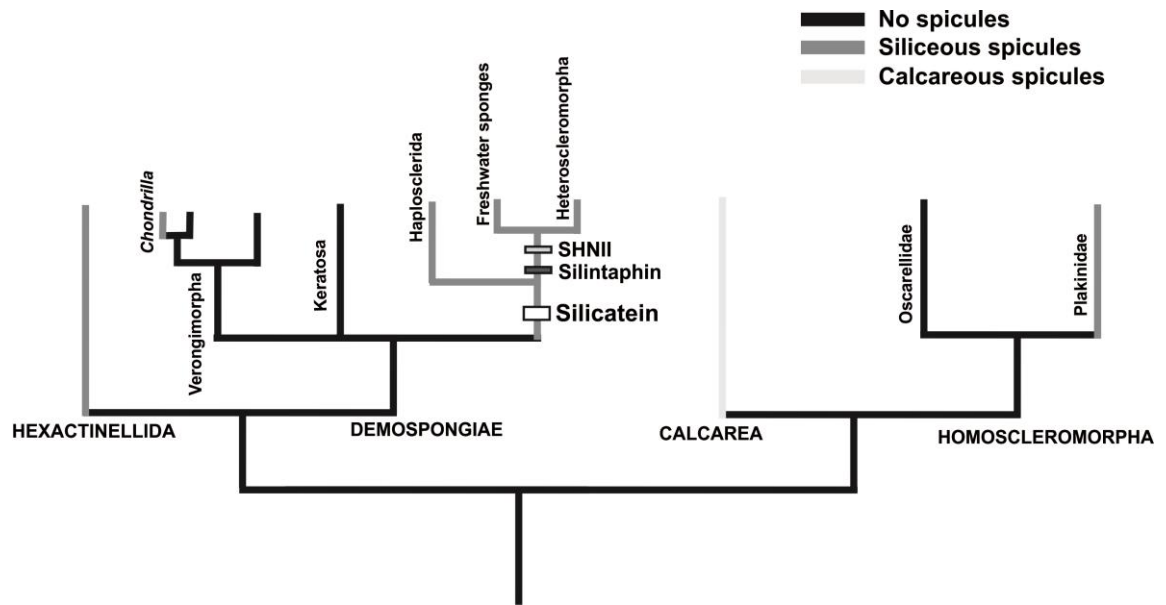 No spicules
Siliceous spicules
Calcareous spicules
Chondrilla
Verongimorpha
Keratosa
Haplosclerida
Freshwater sponges
Heteroscleromorpha
SHNII
Silintaphin
Silicatein
Oscarellidae
Plakinidae
HEXACTINELLIDA
DEMOSPONGIAE
CALCAREA
HOMOSCLEROMORPHA